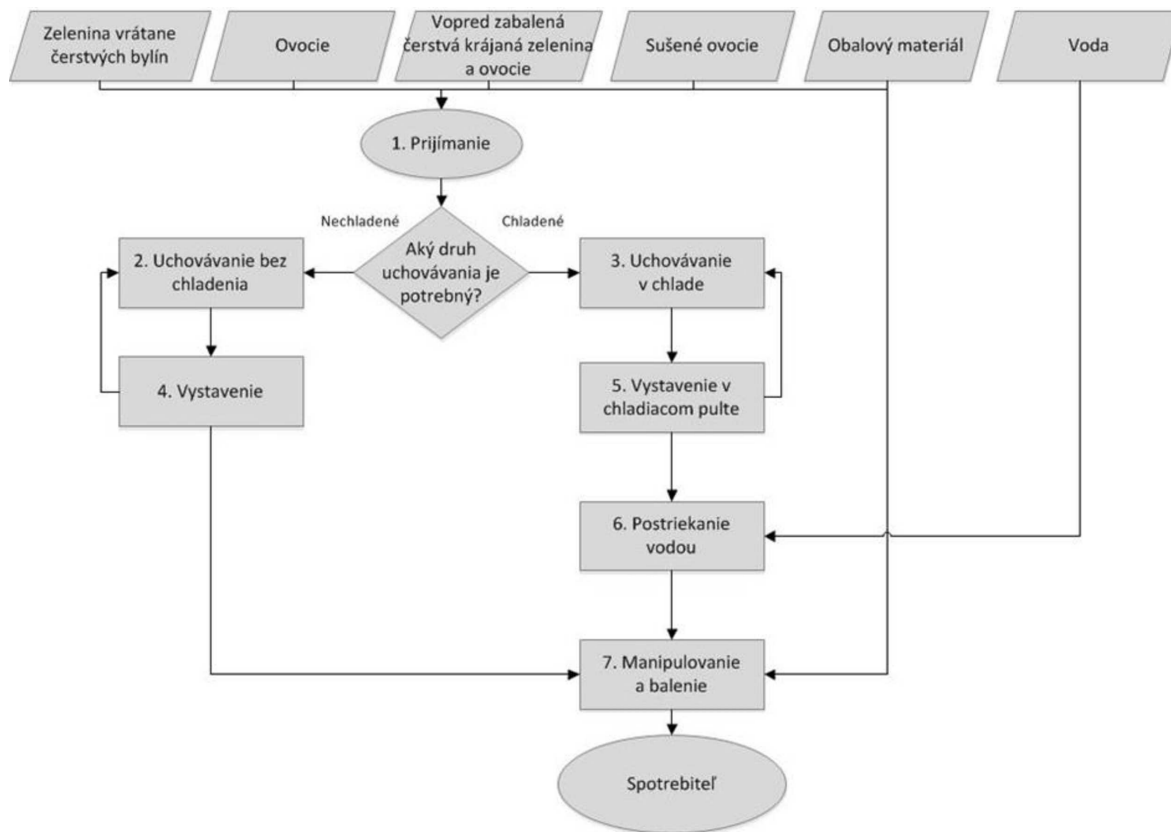 Zelenina vrátane
čerstvých bylín
Ovocie
Vopred zabalená
čerstvá krájaná zelenina
a ovocie
Sušené ovocie
Obalový materiál
Voda
1. Prijímanie
Nechladené
Chladené
Aký druh
uchovávania je
potrebný?
2. Uchovávanie bez
chladenia
3. Uchovávanie
v chlade
4. Vystavenie
5. Vystavenie v
chladiacom pulte
6. Postriekanie
vodou
7. Manipulovanie
a balenie
Spotrebiteľ